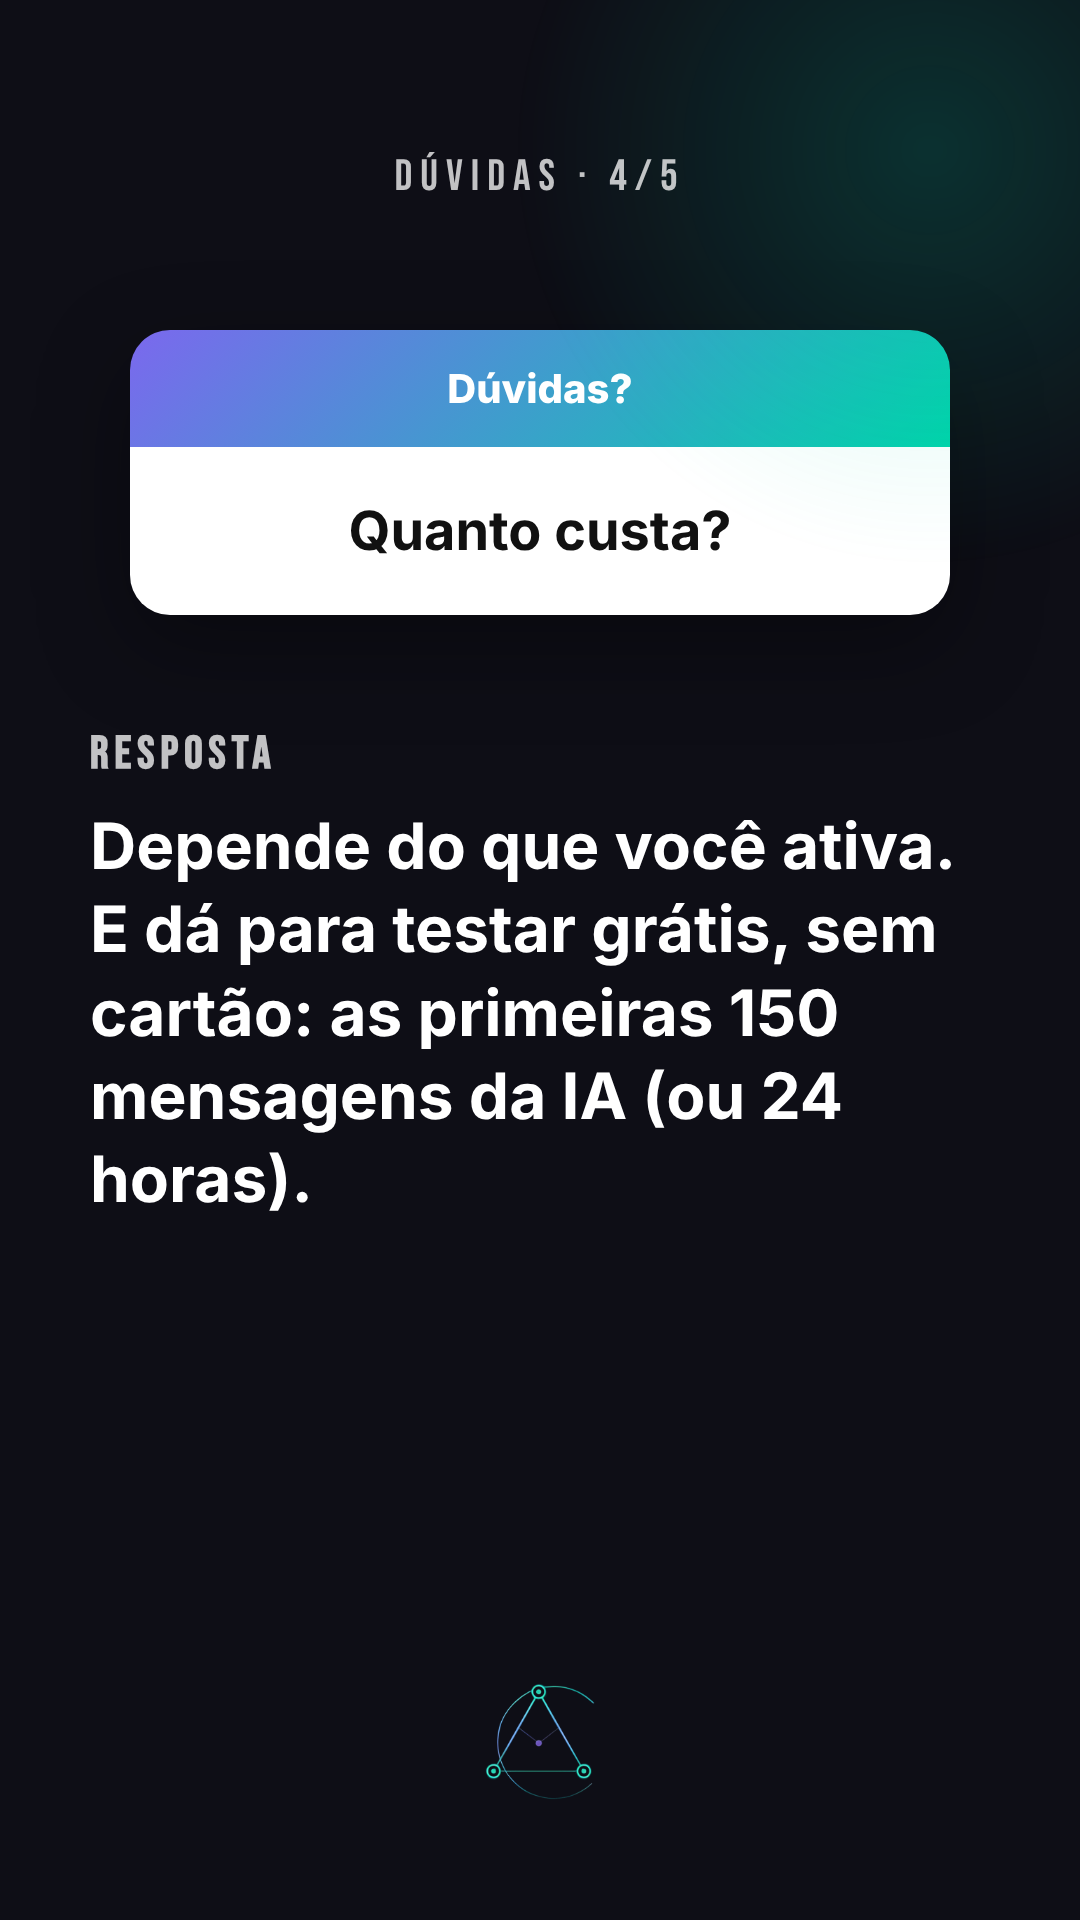 DÚVIDAS · 4/5
Dúvidas?
Quanto custa?
RESPOSTA
Depende do que você ativa.
E dá para testar grátis, sem
cartão: as primeiras 150
mensagens da IA (ou 24
horas).